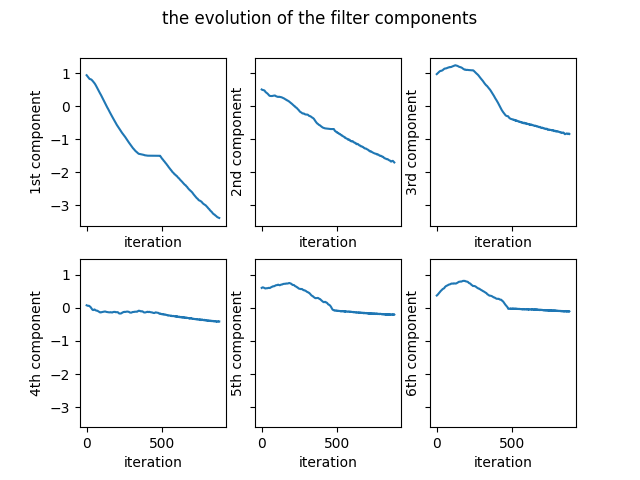 the evolution of the filter components
1
0
−1
−2
−3
1st component
iteration
2nd component
iteration
3rd component
iteration
1
0
−1
−2
−3
4th component
0
500
iteration
5th component
0
500
iteration
6th component
0
500
iteration